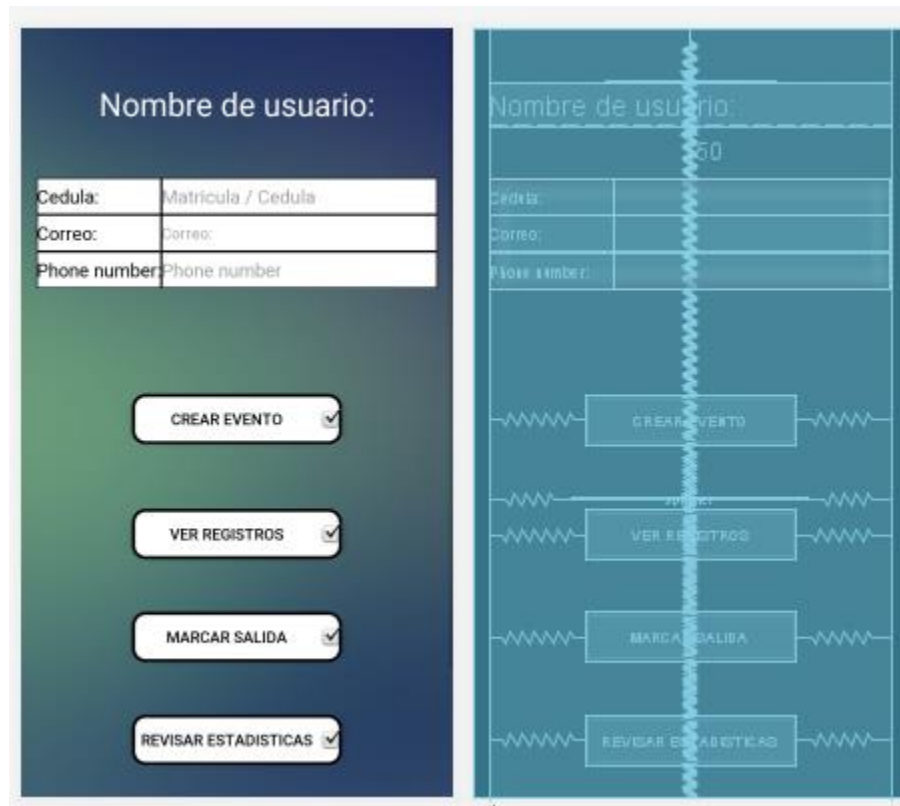 Nombre de usuario:
Cedula: Matricula / Cedula
Correo: Correo:
Phone number: Phone number
CREAR EVENTO
VER REGISTROS
MARCAR SALIDA
REVISAR ESTADISTICAS
Nombre de usuario:
50
Cedula:
Correo:
Phone number:
CREAR EVENTO
VER REGISTROS
MARCAR SALIDA
REVISAR ESTADISTICAS